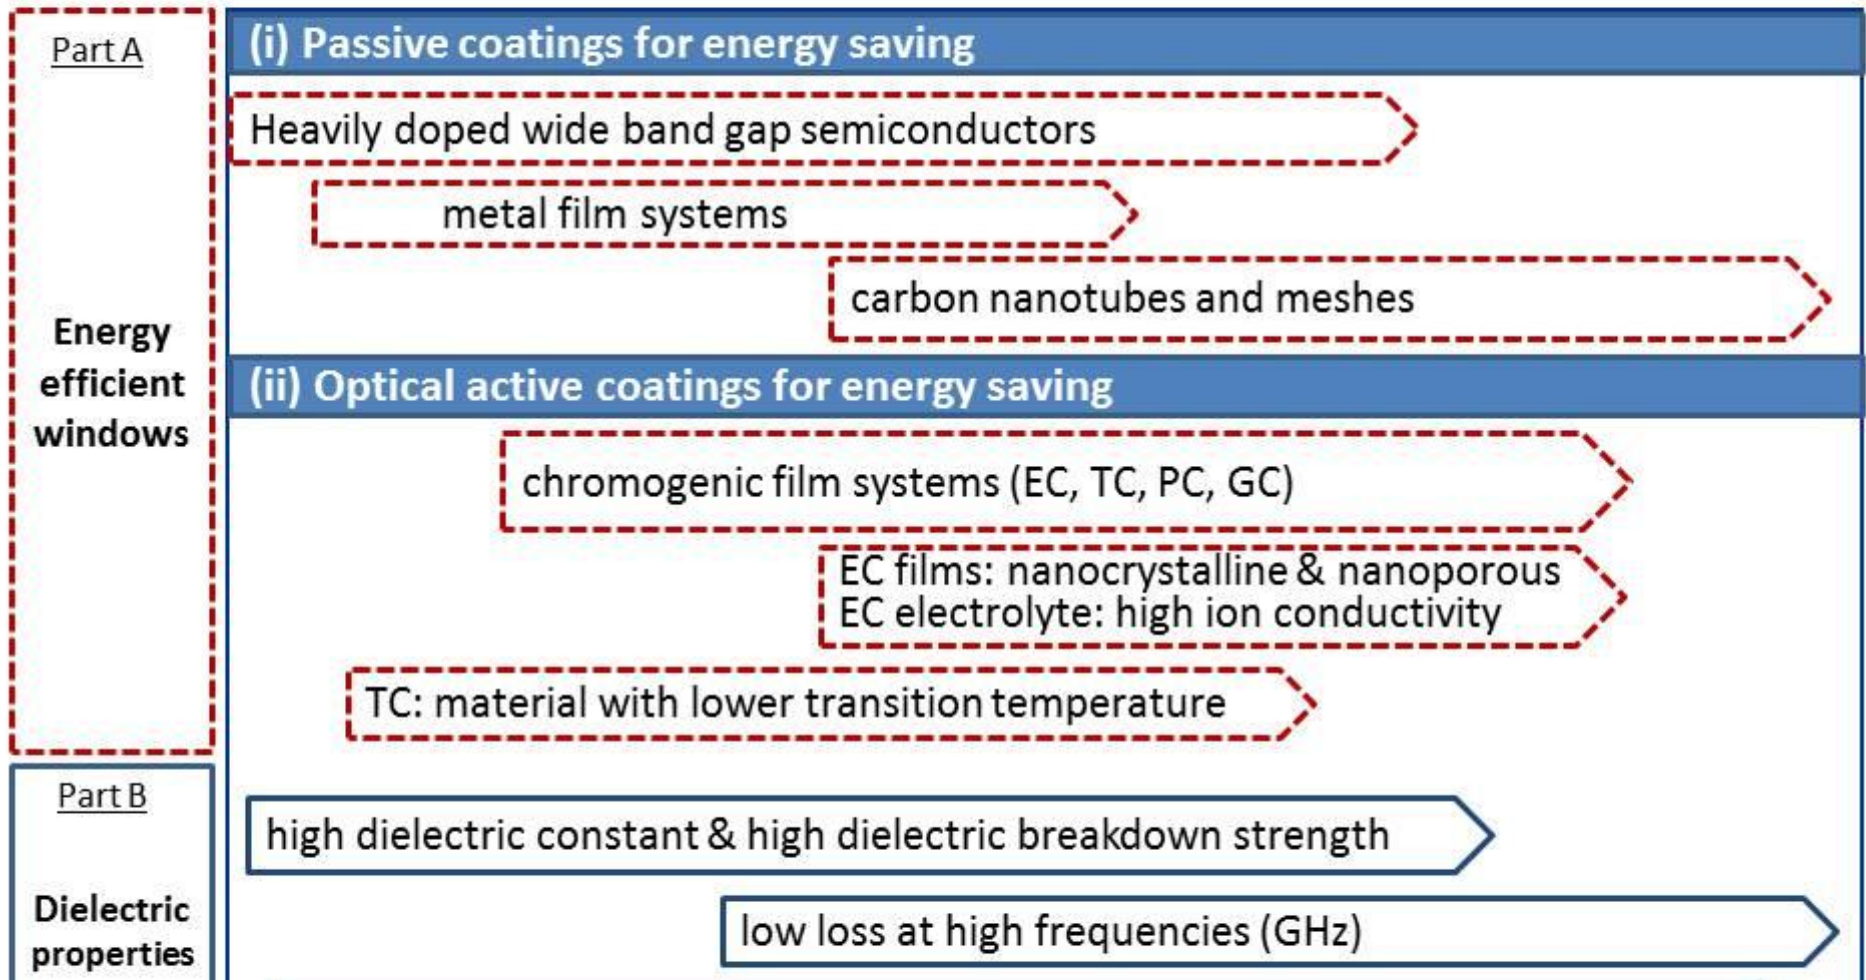 Part A
Energy
efficient
windows
(i) Passive coatings for energy saving
Heavily doped wide band gap semiconductors
metal film systems
carbon nanotubes and meshes
(ii) Optical active coatings for energy saving
chromogenic film systems (EC, TC, PC, GC)
EC films: nanocrystalline & nanoporous
EC electrolyte: high ion conductivity
TC: material with lower transition temperature
Part B
Dielectric
properties
high dielectric constant & high dielectric breakdown strength
low loss at high frequencies (GHz)